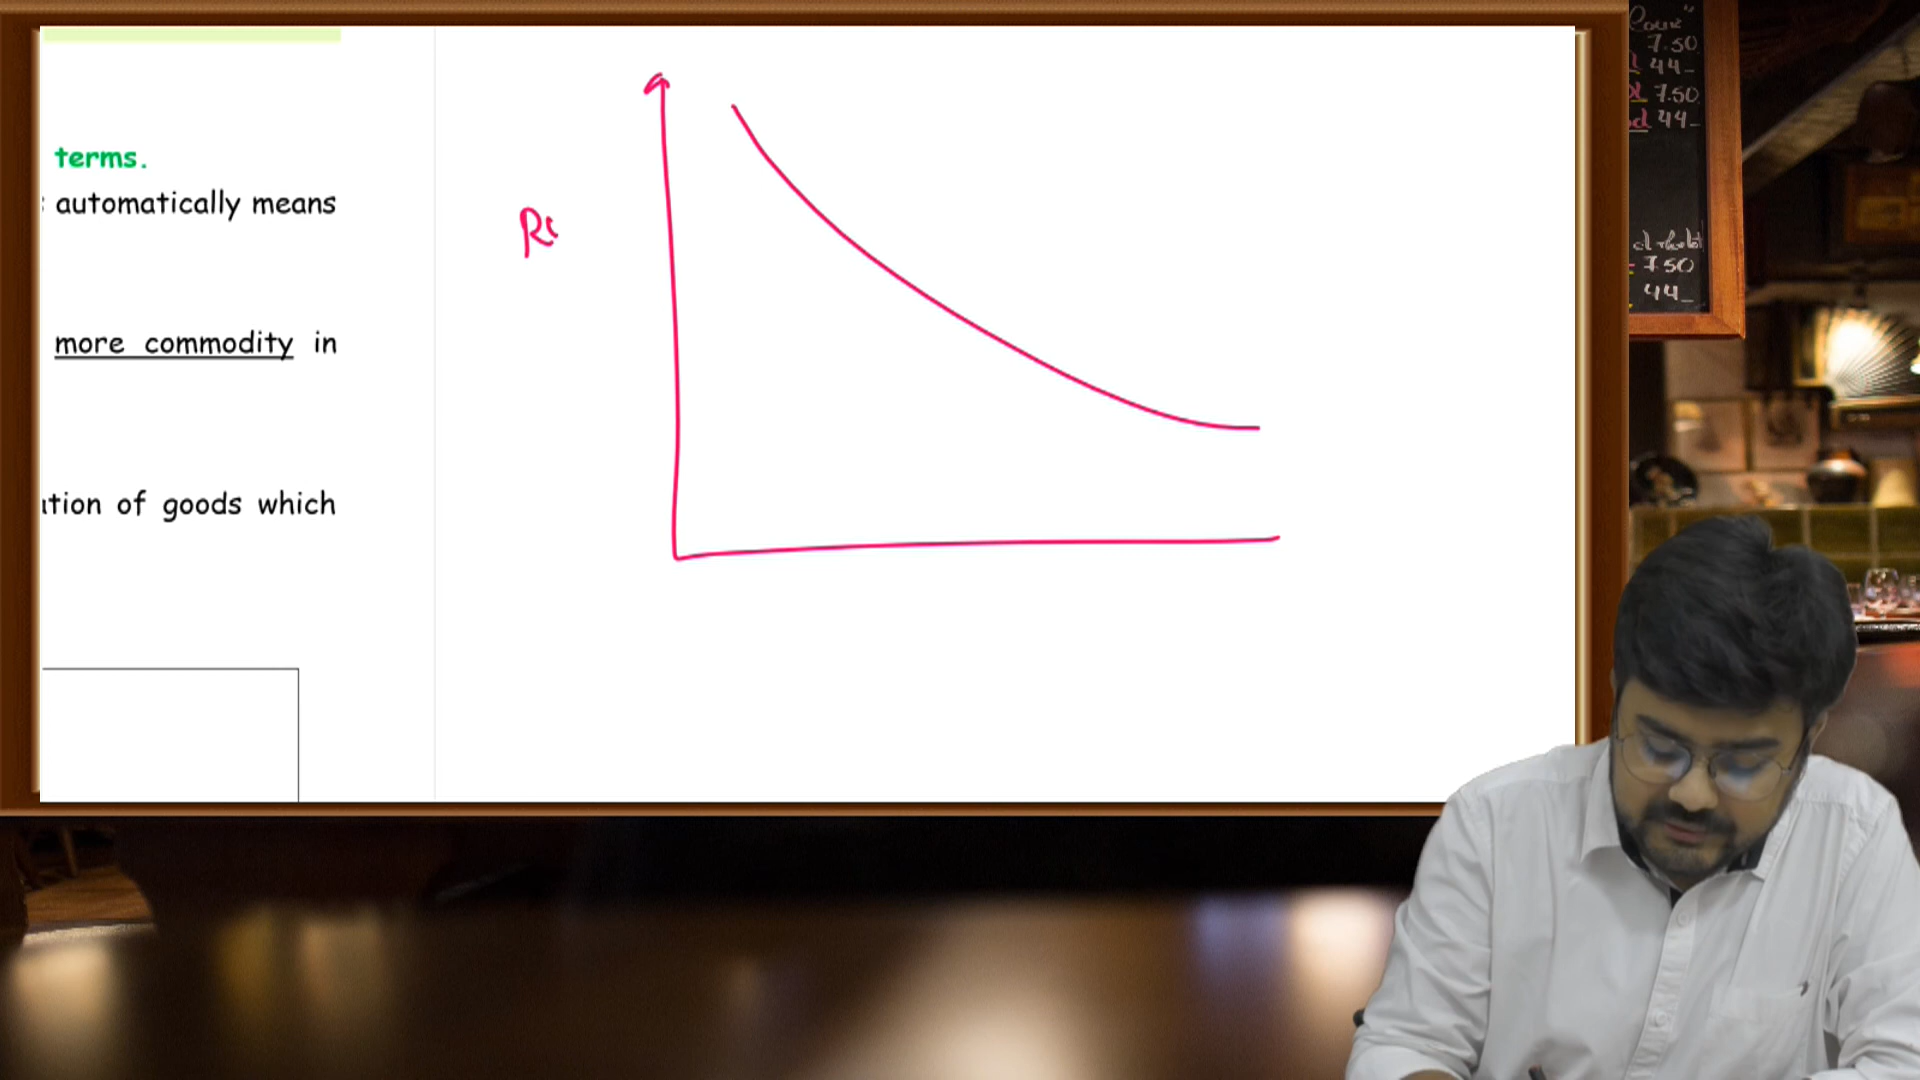 terms.
automatically means
more commodity in
tion of goods which
R
7.50
44-
7.50
44-
7.50
44-